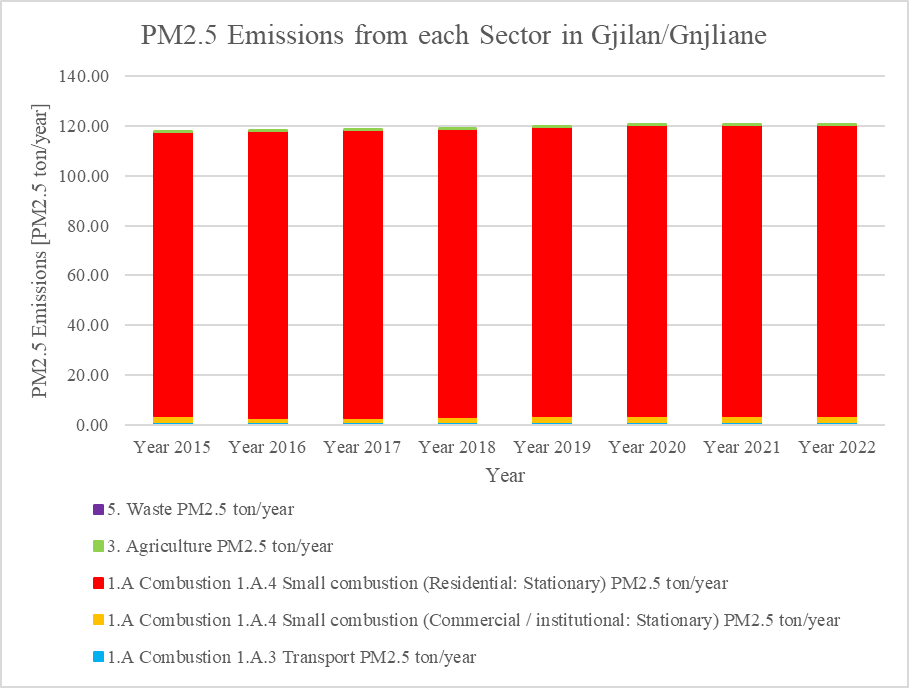 PM2.5 Emissions from each Sector in Gjilan/Gnjliane
PM2.5 Emissions [PM2.5 ton/year]
140.00
120.00
100.00
80.00
60.00
40.00
20.00
0.00
Year 2015 Year 2016 Year 2017 Year 2018 Year 2019 Year 2020 Year 2021 Year 2022
Year
5. Waste PM2.5 ton/year
3. Agriculture PM2.5 ton/year
1.A Combustion 1.A.4 Small combustion (Residential: Stationary) PM2.5 ton/year
1.A Combustion 1.A.4 Small combustion (Commercial / institutional: Stationary) PM2.5 ton/year
1.A Combustion 1.A.3 Transport PM2.5 ton/year